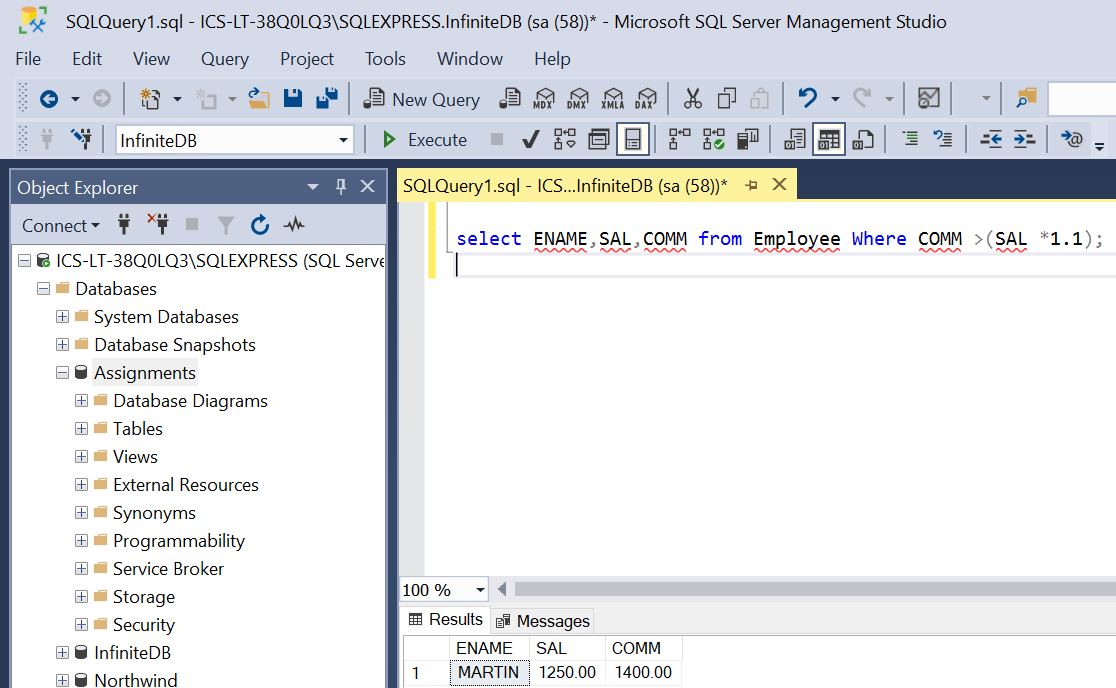 SQLQuery1.sql - ICS-LT-38Q0LQ3\SQLEXPRESS.InfiniteDB (sa (58))* - Microsoft SQL Server Management Studio
File Edit View Query Project Tools Window Help
New Query MDX DMX XMLA DAX
InfiniteDB Execute
Object Explorer
SQLQuery1.sql - ICS...InfiniteDB (sa (58))*
Connect
select ENAME,SAL,COMM from Employee Where COMM >(SAL *1.1);
ICS-LT-38Q0LQ3\SQLEXPRESS (SQL Serve
Databases
System Databases
Database Snapshots
Assignments
Database Diagrams
Tables
Views
External Resources
Synonyms
Programmability
Service Broker
Storage
Security
InfiniteDB
Northwind
100 %
Results Messages
ENAME SAL COMM
1 MARTIN 1250.00 1400.00